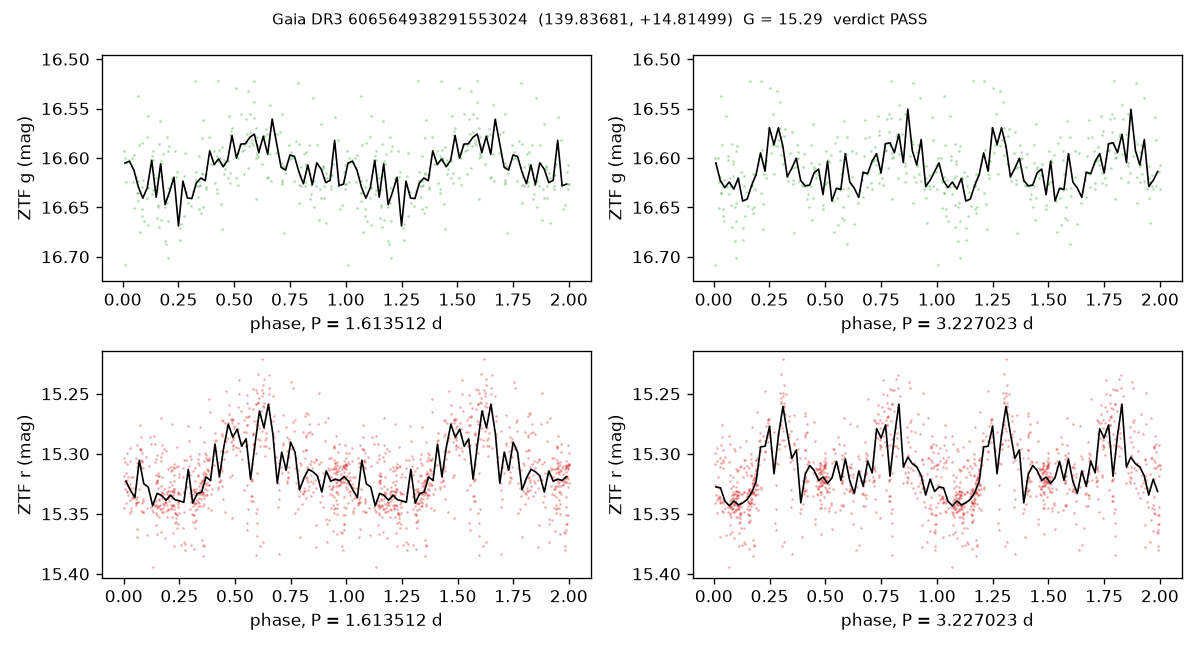 Gaia DR3 606564938291553024  (139.83681, +14.81499)  G = 15.29  verdict PASS
ZTF g (mag)
16.50
16.55
16.60
16.65
16.70
0.00 0.25 0.50 0.75 1.00 1.25 1.50 1.75 2.00
phase, P = 1.613512 d
ZTF g (mag)
16.50
16.55
16.60
16.65
16.70
0.00 0.25 0.50 0.75 1.00 1.25 1.50 1.75 2.00
phase, P = 3.227023 d
ZTF r (mag)
15.25
15.30
15.35
15.40
0.00 0.25 0.50 0.75 1.00 1.25 1.50 1.75 2.00
phase, P = 1.613512 d
ZTF r (mag)
15.25
15.30
15.35
15.40
0.00 0.25 0.50 0.75 1.00 1.25 1.50 1.75 2.00
phase, P = 3.227023 d